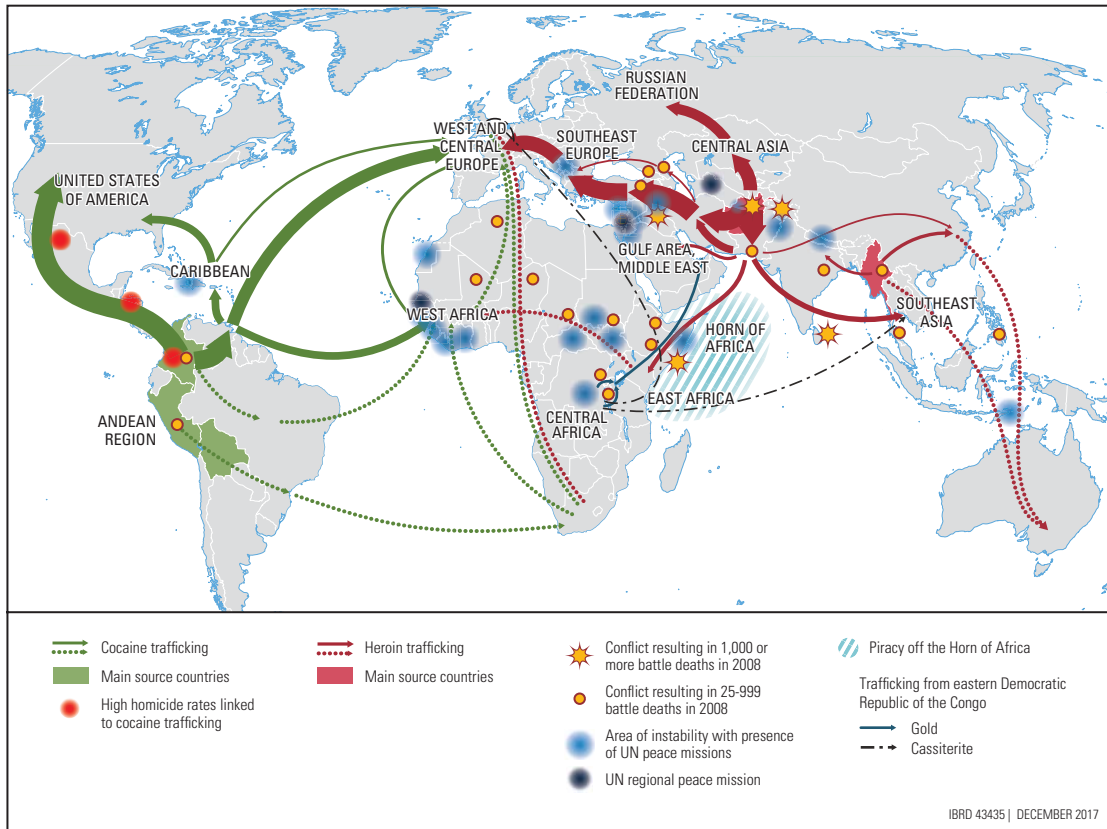 RUSSIAN
FEDERATION
WEST AND
CENTRAL
EUROPE
SOUTHEAST
EUROPE
CENTRAL ASIA
UNITED STATES
OF AMERICA
GULF AREA,
MIDDLE EAST
CARIBBEAN
WEST AFRICA
SOUTHEAST
ASIA
HORN OF
AFRICA
EAST AFRICA
ANDEAN
REGION
CENTRAL
AFRICA
Cocaine trafficking
Main source countries
High homicide rates linked
to cocaine trafficking
Heroin trafficking
Main source countries
Conflict resulting in 1,000 or
more battle deaths in 2008
Conflict resulting in 25-999
battle deaths in 2008
Area of instability with presence
of UN peace missions
UN regional peace mission
Piracy off the Horn of Africa
Trafficking from eastern Democratic
Republic of the Congo
Gold
Cassiterite
IBRD 43435 | DECEMBER 2017